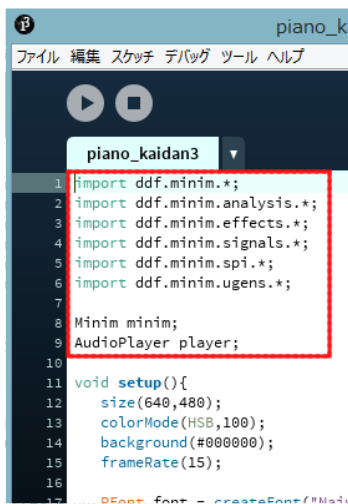 piano_k
ファイル 編集 スケッチ デバッグ ツール ヘルプ
piano_kaidan3 ▼
1 import ddf.minim.*;
2 import ddf.minim.analysis.*;
3 import ddf.minim.effects.*;
4 import ddf.minim.signals.*;
5 import ddf.minim.spi.*;
6 import ddf.minim.ugens.*;
7
8 Minim minim;
9 AudioPlayer player;
10
11 void setup(){
12 size(640,480);
13 colorMode(HSB,100);
14 background(#000000);
15 frameRate(15);
16
17 PFont font = createFont("